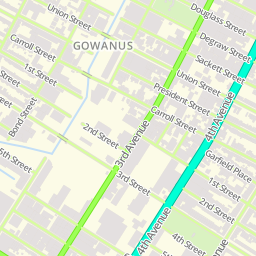 Union Street
Douglass Street
Degraw Street
GOWANUS
Carroll Street
Sackett Street
1st Street
Union Street
President Street
Bond Street
Carroll Street
4th Avenue
2nd Street
3rd Avenue
Garfield Place
5th Street
3rd Street
2nd Street
4th Avenue
4th Street